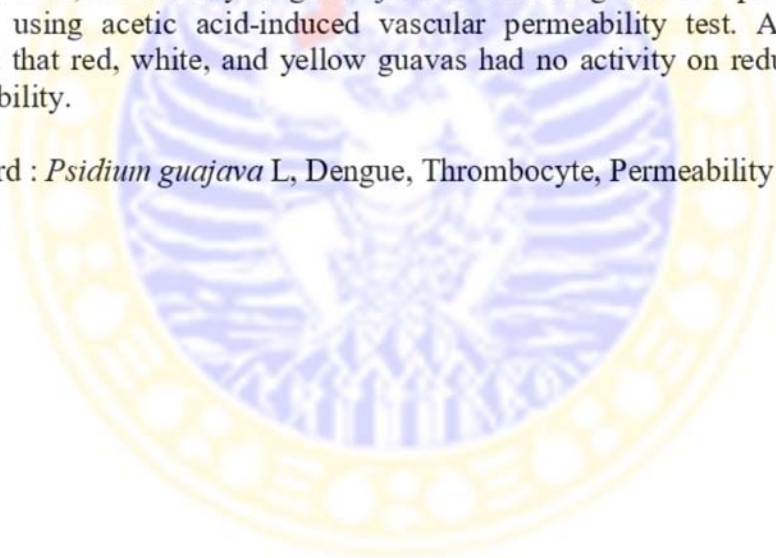 using acetic acid-induced vascular permeability test. A
that red, white, and yellow guavas had no activity on redu
bility.
rd : Psidium guajava L, Dengue, Thrombocyte, Permeability